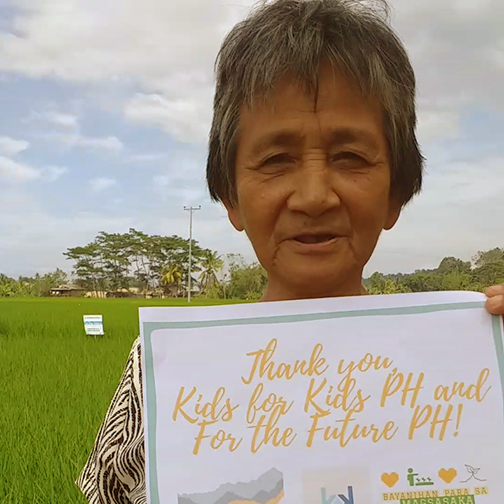 Thank you,
Kids for Kids PH and
For the Future PH!
BAYANIHAN PARA SA
MAGSASAKA